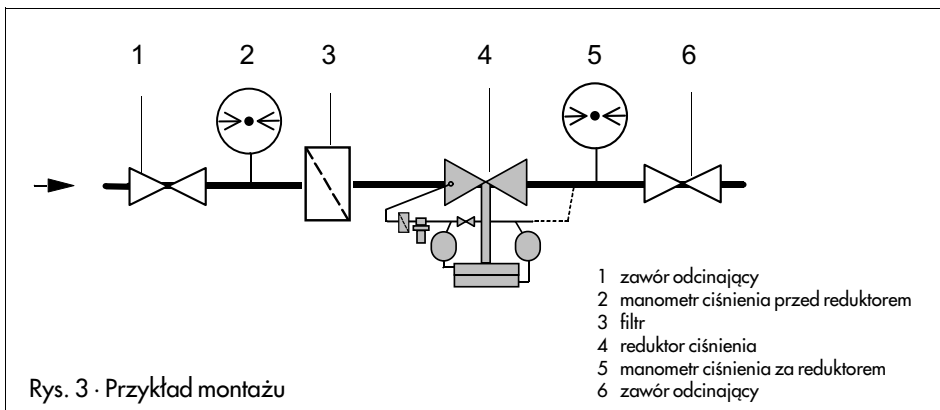 1 2 3 4 5 6
1 zawór odcinający
2 manometr ciśnienia przed reduktorem
3 filtr
4 reduktor ciśnienia
5 manometr ciśnienia za reduktorem
6 zawór odcinający
Rys. 3 · Przykład montażu